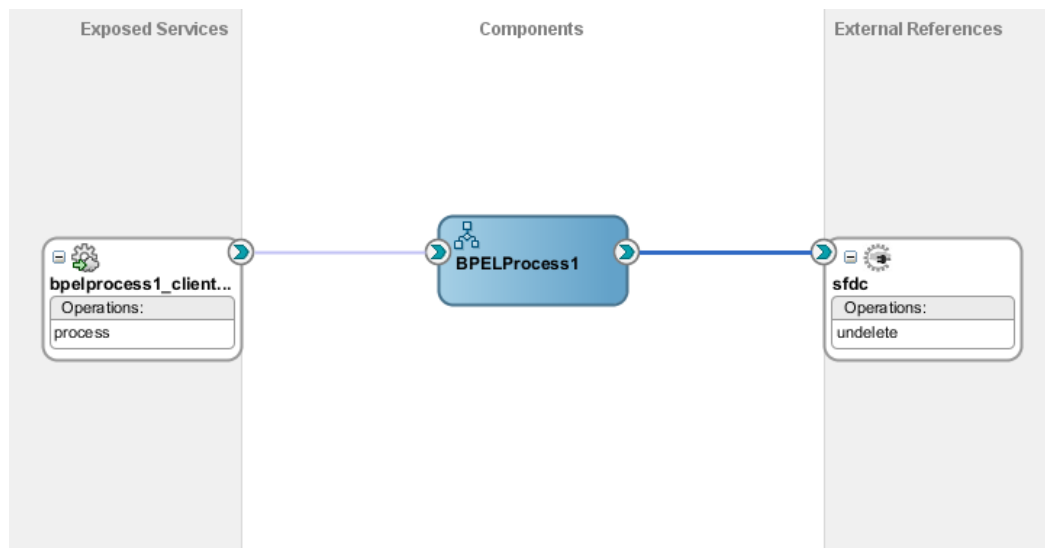 Exposed Services
Components
External References
bpelprocess1_client...
Operations:
process
BPELProcess1
sfdc
Operations:
undelete